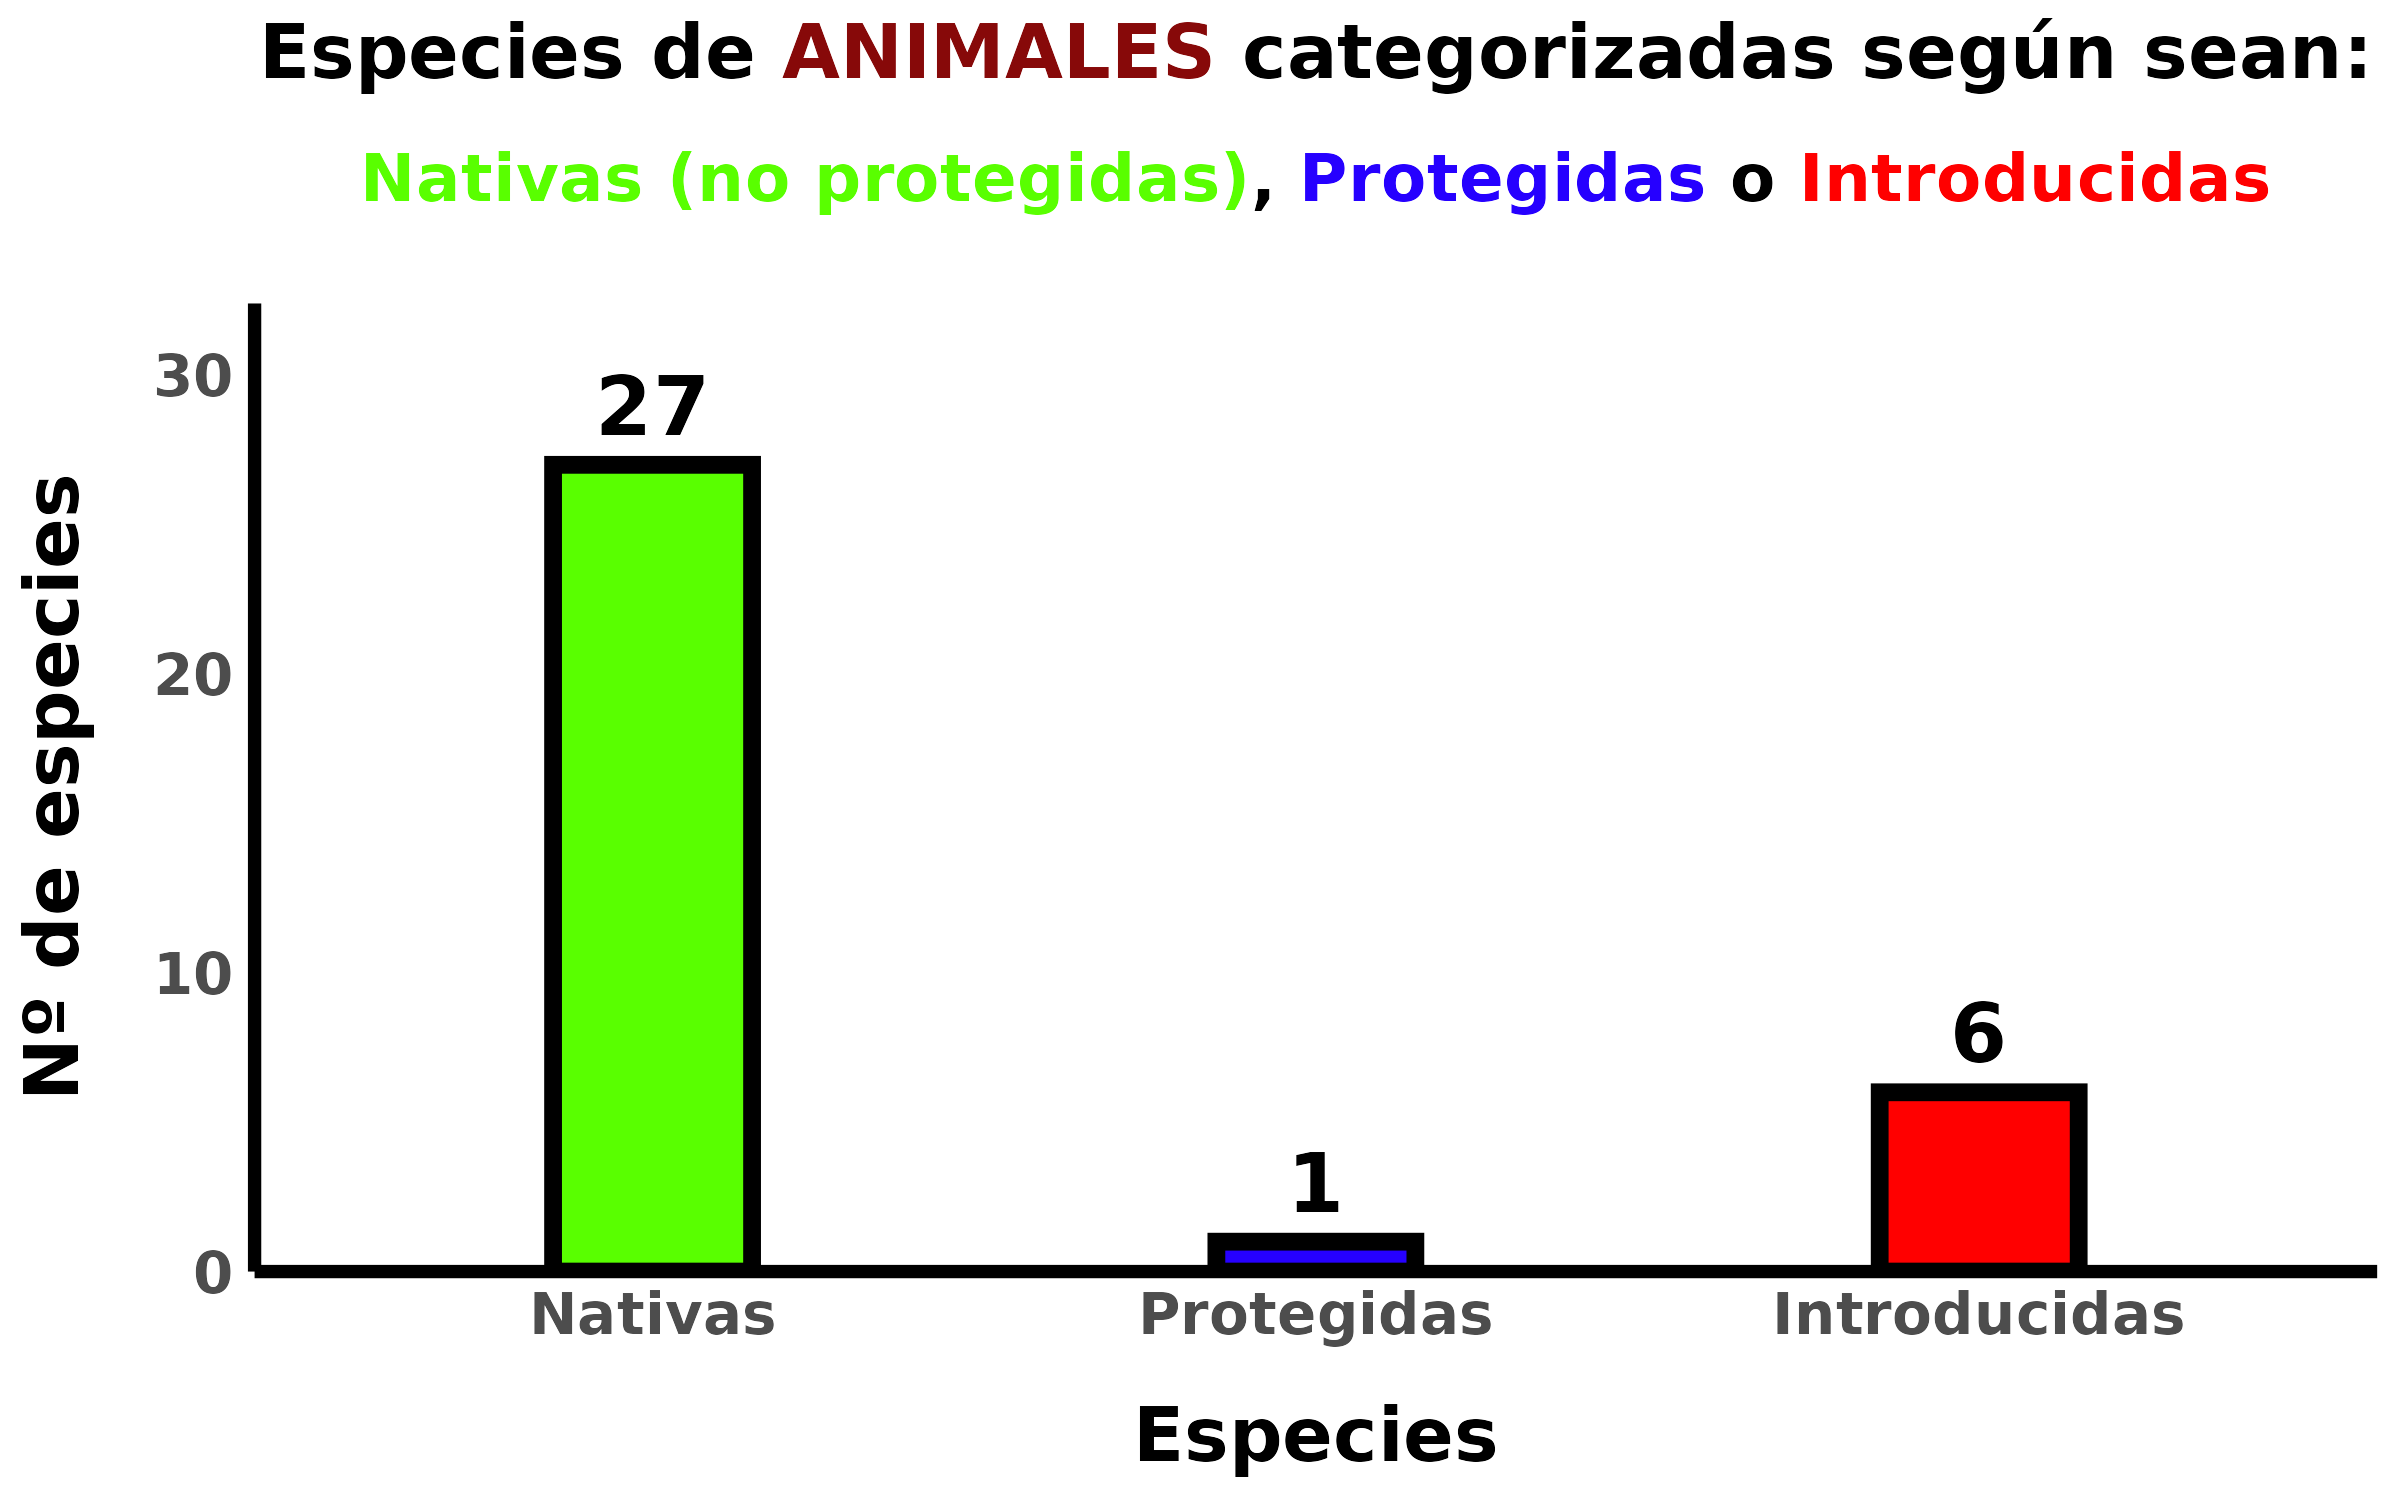 Especies de ANIMALES categorizadas según sean:
Nativas (no protegidas), Protegidas o Introducidas
Nº de especies
30
20
10
0
27
1
6
Nativas
Protegidas
Introducidas
Especies